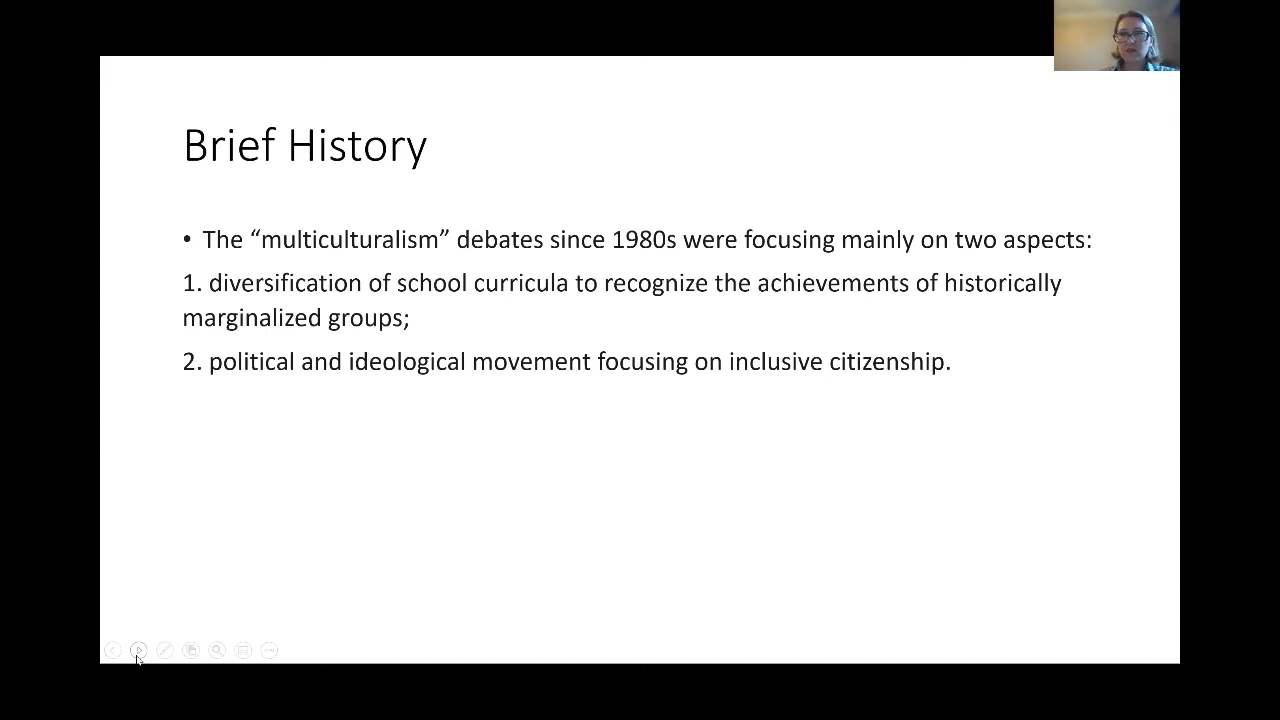 Brief History
• The “multiculturalism” debates since 1980s were focusing mainly on two aspects:
1. diversification of school curricula to recognize the achievements of historically
marginalized groups;
2. political and ideological movement focusing on inclusive citizenship.